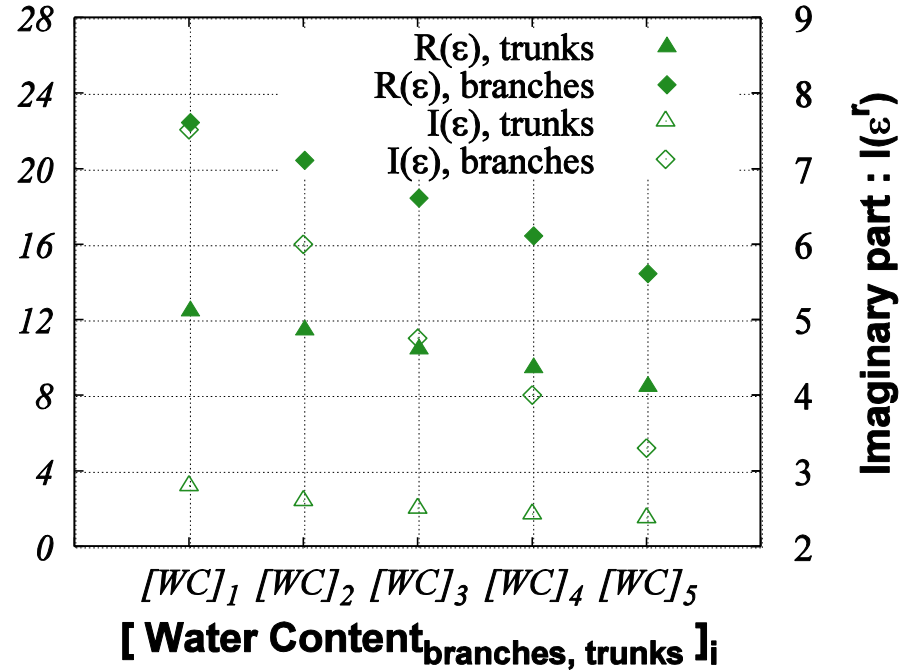 28
24
20
16
12
8
4
0
R(ε), trunks
R(ε), branches
I(ε), trunks
I(ε), branches
9
8
7
6
5
4
3
2
Imaginary part : I(εʳ)
[WC]₁ [WC]₂ [WC]₃ [WC]₄ [WC]₅
[ Water Content branches, trunks ]i